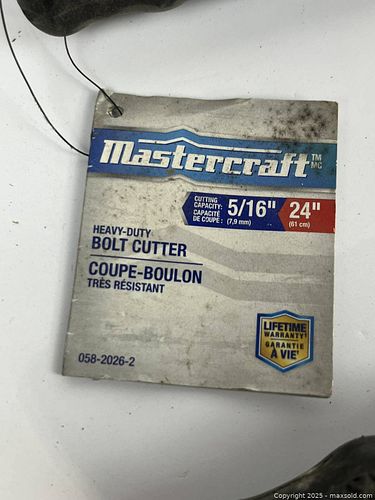 Mastercraft TM MC
CUTTING CAPACITY: 5/16" 24"
CAPACITÉ DE COUPE: (7,9 mm) (61 cm)
HEAVY-DUTY
BOLT CUTTER
COUPE-BOULON
TRÈS RÉSISTANT
LIFETIME
WARRANTY†
GARANTIE
À VIE†
058-2026-2
Copyright © 2025 - maxsold.com